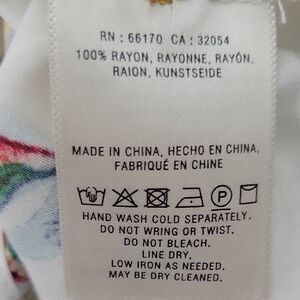 RN : 66170 CA : 32054
100% RAYON, RAYONNE, RAYÓN,
RAION, KUNSTSEIDE
MADE IN CHINA, HECHO EN CHINA,
FABRIQUÉ EN CHINE
P
HAND WASH COLD SEPARATELY.
DO NOT WRING OR TWIST.
DO NOT BLEACH.
LINE DRY.
LOW IRON AS NEEDED.
MAY BE DRY CLEANED.